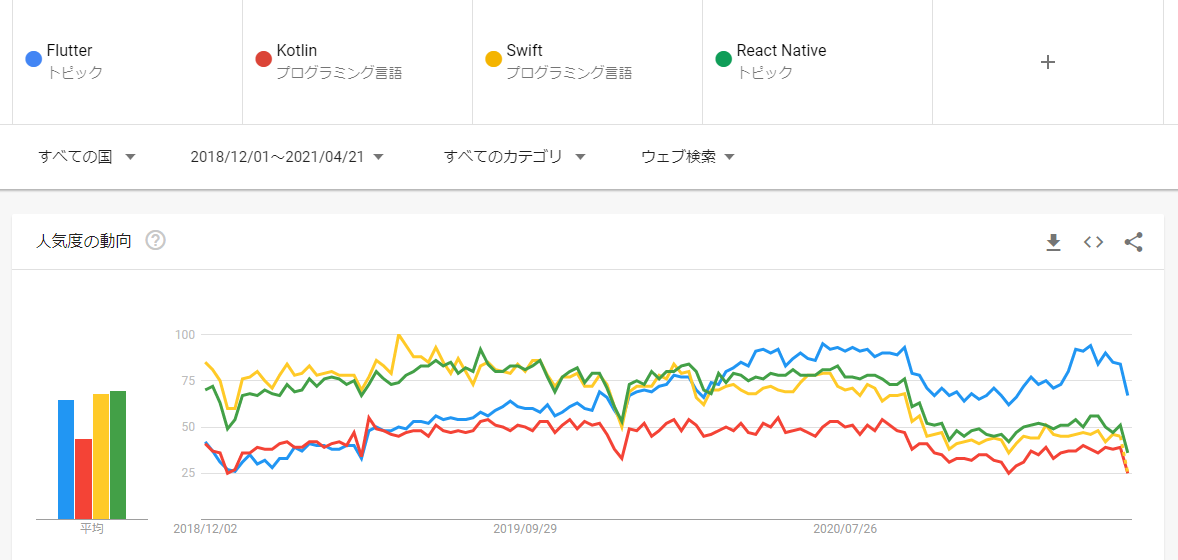 Flutter
トピック
Kotlin
プログラミング言語
Swift
プログラミング言語
React Native
トピック
+
すべての国
2018/12/01～2021/04/21
すべてのカテゴリ
ウェブ検索
人気度の動向
?
< >
100
75
50
25
平均
2018/12/02
2019/09/29
2020/07/26